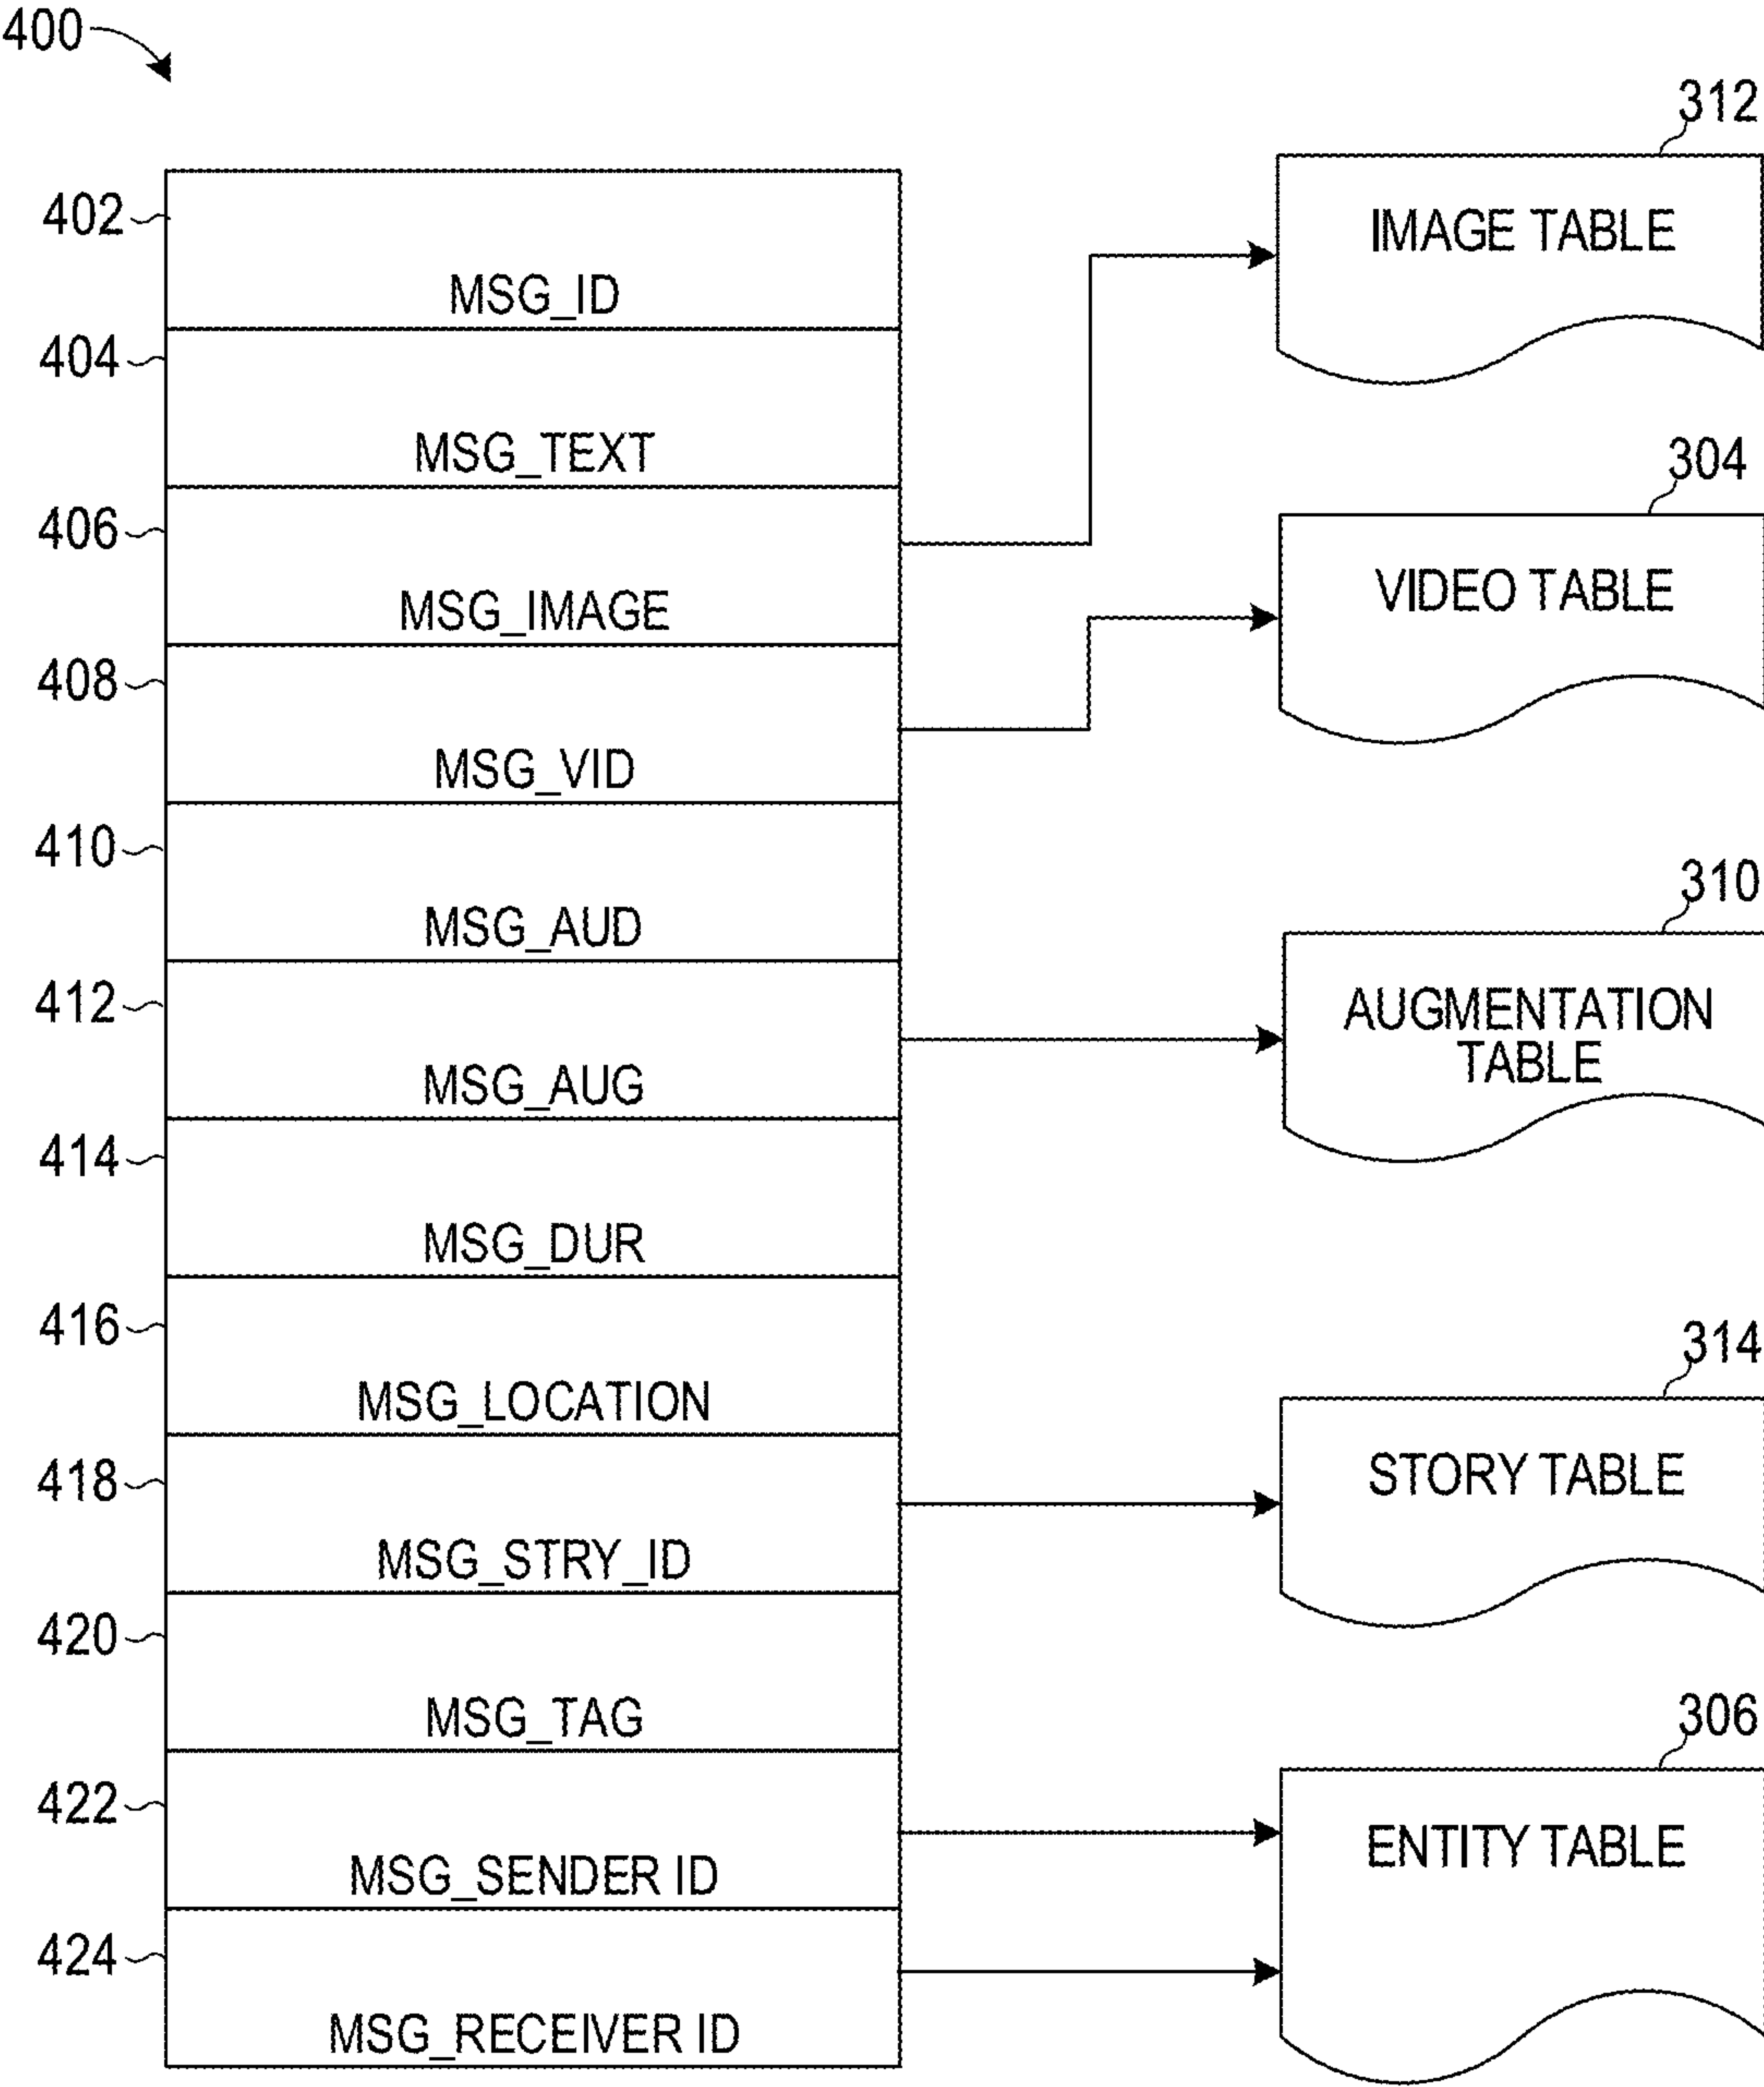 400
312
402
IMAGE TABLE
MSG_ID
404
MSG_TEXT
304
406
VIDEO TABLE
MSG_IMAGE
408
MSG_VID
410
310
MSG_AUD
412
AUGMENTATION
TABLE
MSG_AUG
414
MSG_DUR
416
314
MSG_LOCATION
418
STORY TABLE
MSG_STRY_ID
420
306
MSG_TAG
422
ENTITY TABLE
MSG_SENDER ID
424
MSG_RECEIVER ID